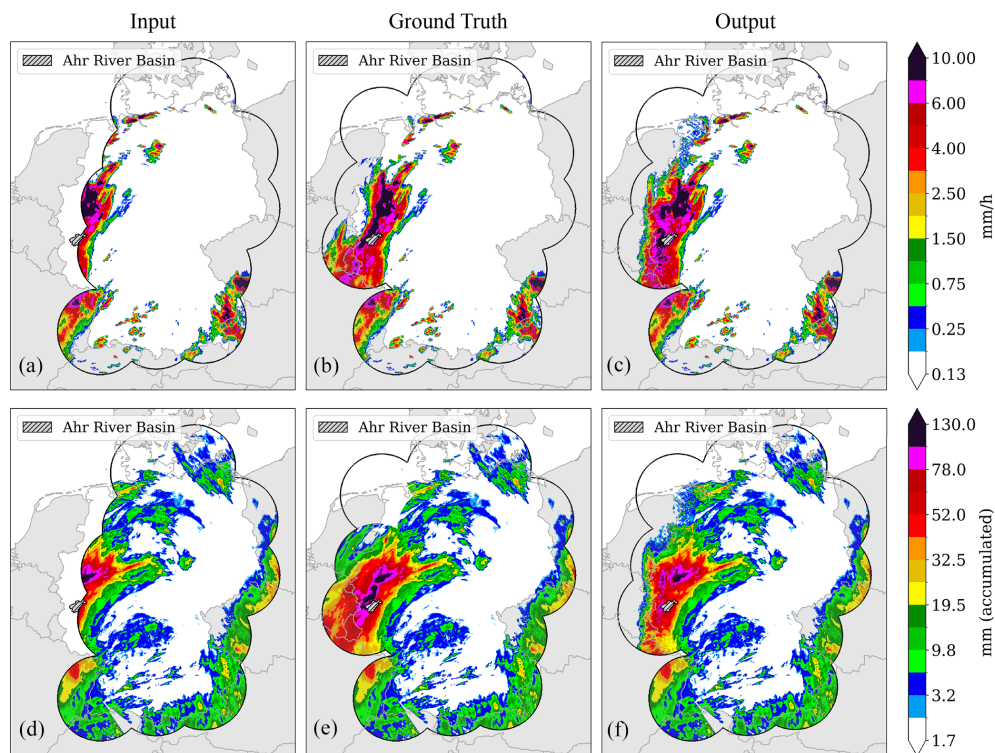 Input
Ground Truth
Output
Ahr River Basin
Ahr River Basin
Ahr River Basin
(a)
(b)
(c)
10.00
6.00
4.00
2.50
1.50
0.75
0.25
0.13
mm/h
Ahr River Basin
Ahr River Basin
Ahr River Basin
(d)
(e)
(f)
130.0
78.0
52.0
32.5
19.5
9.8
3.2
1.7
mm (accumulated)